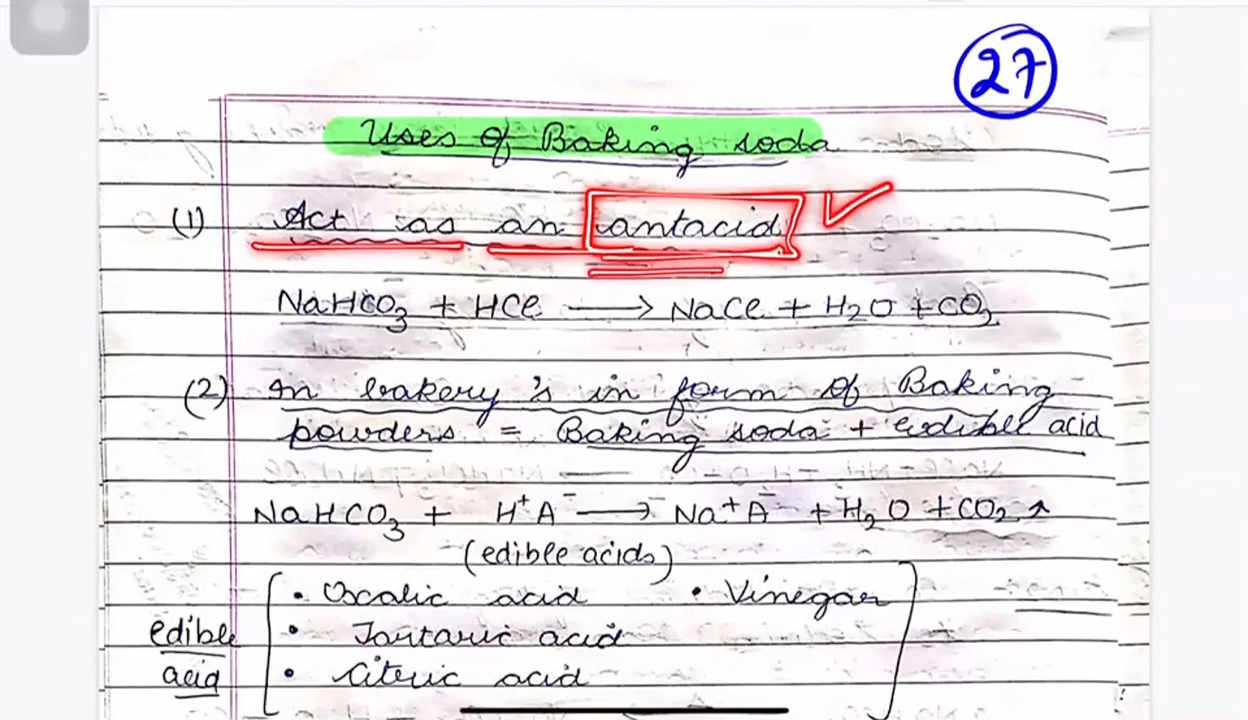 27
Uses of Baking soda
(1) Act as an antacid
NaHCO3 + HCl → NaCl + H2O + CO2
(2) In bakery's in form of Baking
powders = Baking soda + edible acid
NaHCO3 + H+A- → Na+A- + H2O + CO2 ↑
(edible acids)
• Oxalic acid • Vinegar
edible • Tartaric acid
acid • Citric acid